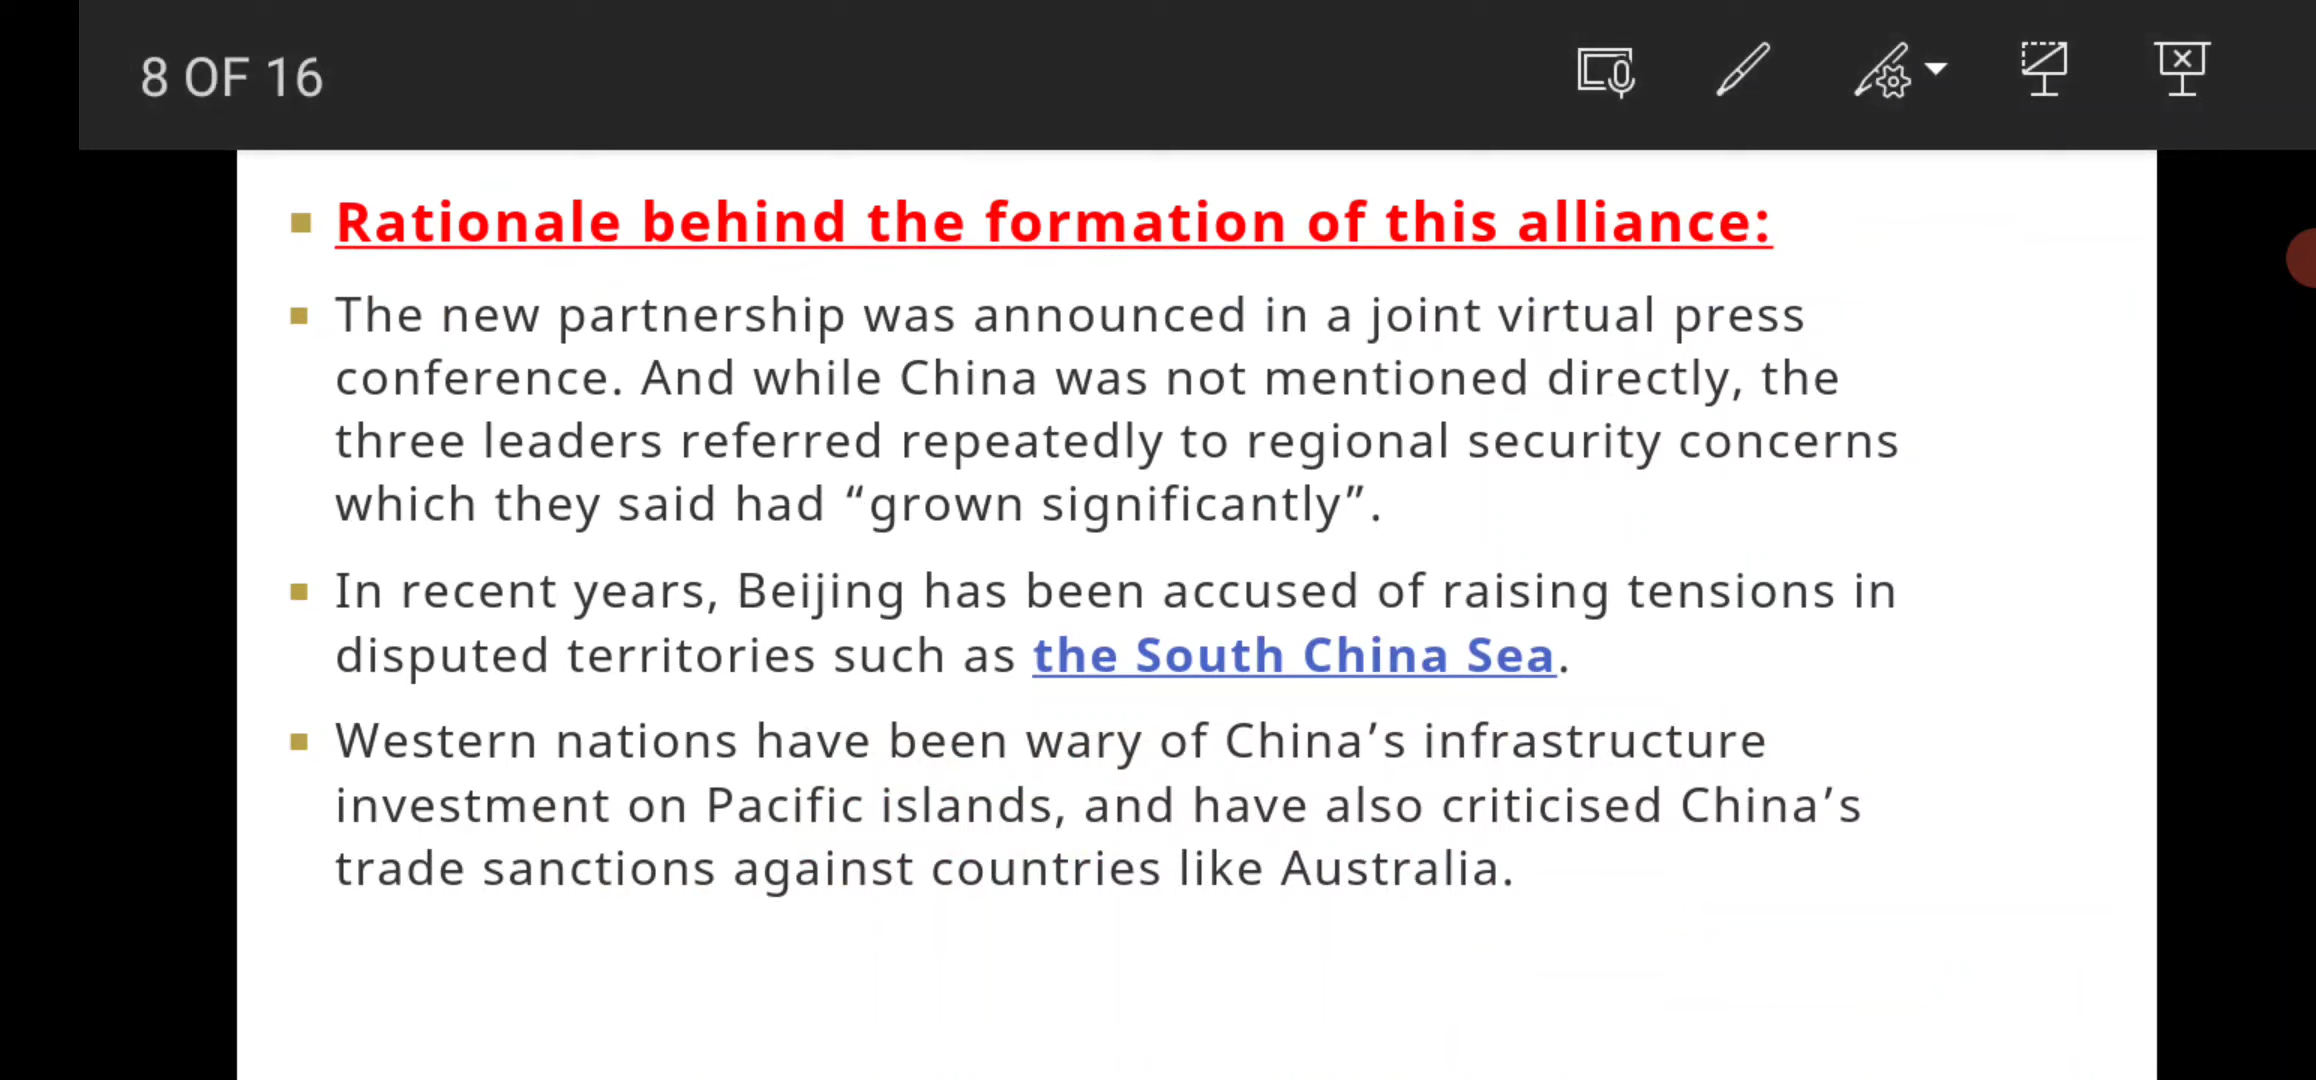 8 OF 16
Rationale behind the formation of this alliance:
The new partnership was announced in a joint virtual press
conference. And while China was not mentioned directly, the
three leaders referred repeatedly to regional security concerns
which they said had “grown significantly”.
In recent years, Beijing has been accused of raising tensions in
disputed territories such as the South China Sea.
Western nations have been wary of China’s infrastructure
investment on Pacific islands, and have also criticised China’s
trade sanctions against countries like Australia.